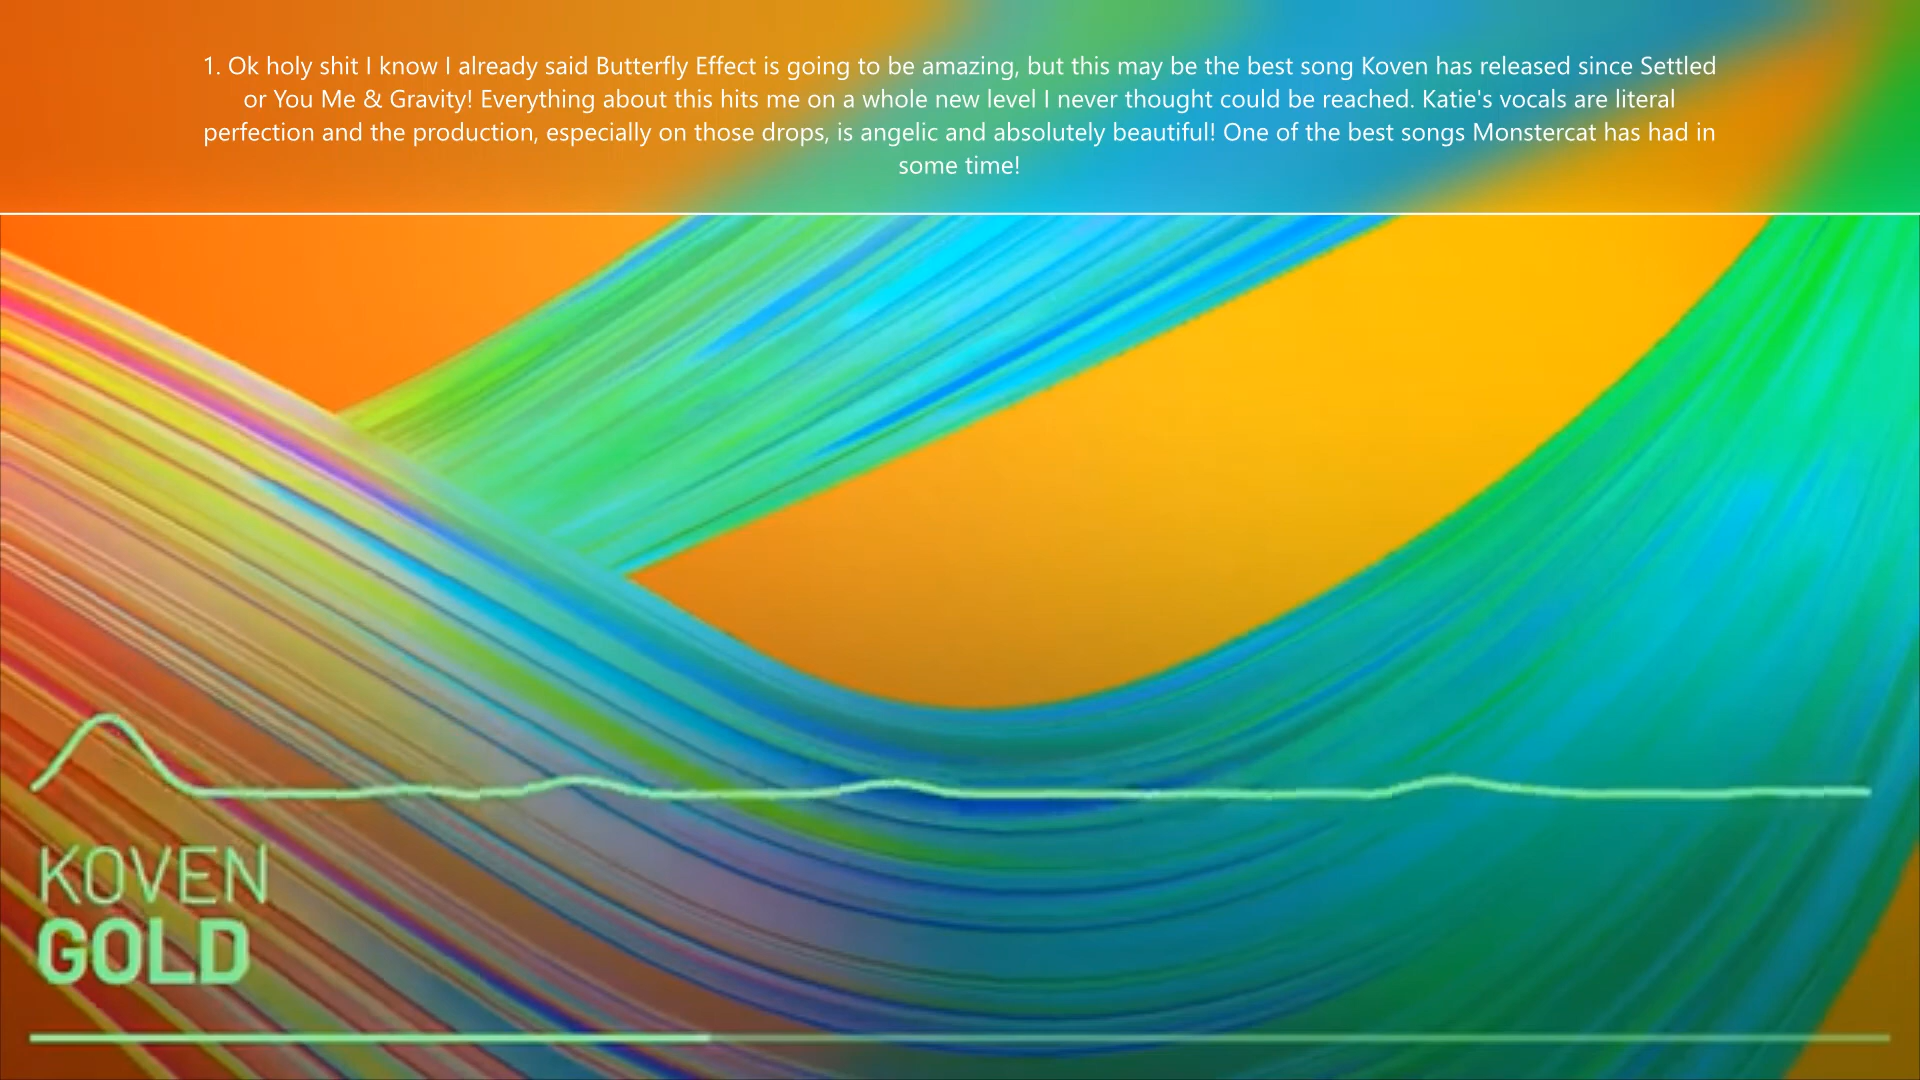 1. Ok holy shit I know I already said Butterfly Effect is going to be amazing, but this may be the best song Koven has released since Settled
or You Me & Gravity! Everything about this hits me on a whole new level I never thought could be reached. Katie's vocals are literal
perfection and the production, especially on those drops, is angelic and absolutely beautiful! One of the best songs Monstercat has had in
some time!
KOVEN
GOLD